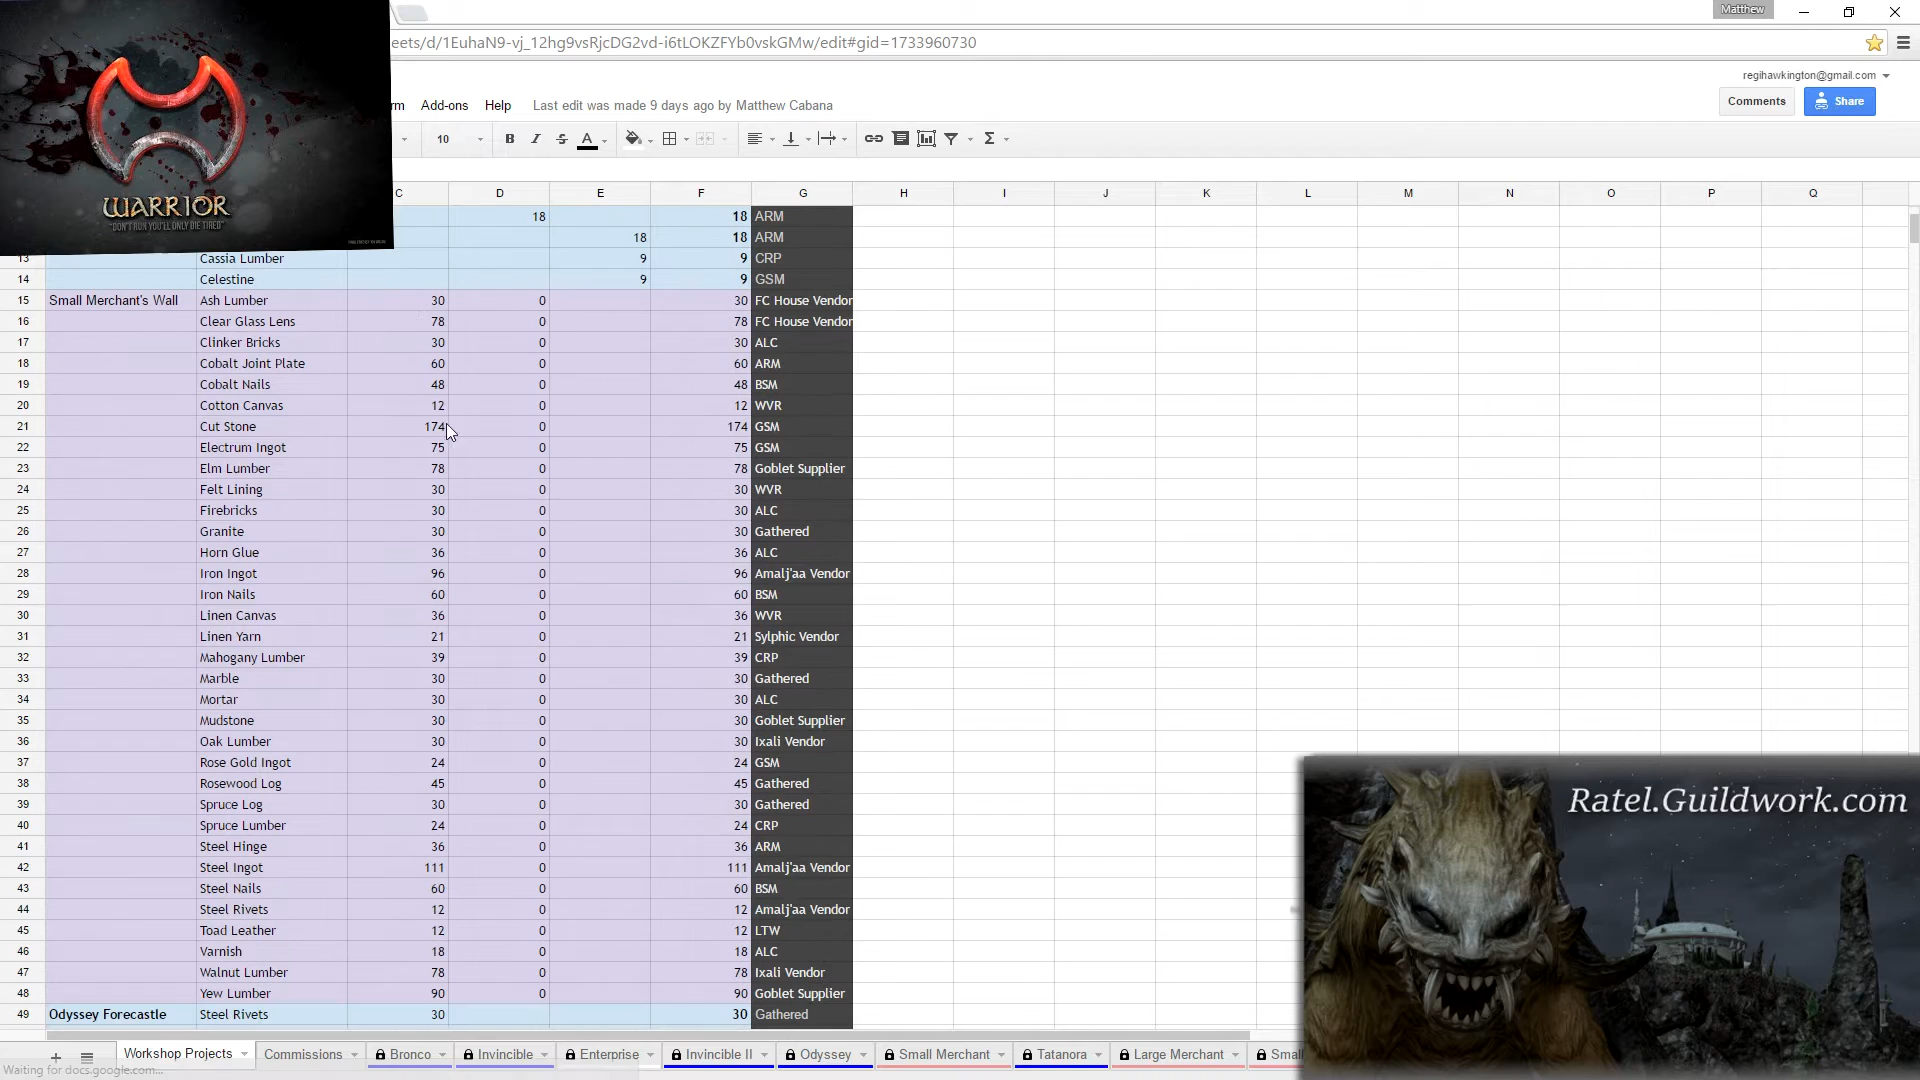 Matthew
eets/d/1EuhaN9-vj_12hg9vsRjcDG2vd-i6tLOKZFYb0vskGMw/edit#gid=1733960730
regihawkington@gmail.com
rm Add-ons Help Last edit was made 9 days ago by Matthew Cabana Comments Share
10 B I S A Σ
WARRIOR
"DON'T RUN YOU'LL ONLY DIE TIRED"
C D E F G H I J K L M N O P Q
18 18 ARM
18 18 ARM
13 Cassia Lumber 9 9 CRP
14 Celestine 9 9 GSM
15 Small Merchant's Wall Ash Lumber 30 0 30 FC House Vendor
16 Clear Glass Lens 78 0 78 FC House Vendor
17 Clinker Bricks 30 0 30 ALC
18 Cobalt Joint Plate 60 0 60 ARM
19 Cobalt Nails 48 0 48 BSM
20 Cotton Canvas 12 0 12 WVR
21 Cut Stone 174 0 174 GSM
22 Electrum Ingot 75 0 75 GSM
23 Elm Lumber 78 0 78 Goblet Supplier
24 Felt Lining 30 0 30 WVR
25 Firebricks 30 0 30 ALC
26 Granite 30 0 30 Gathered
27 Horn Glue 36 0 36 ALC
28 Iron Ingot 96 0 96 Amalj'aa Vendor
29 Iron Nails 60 0 60 BSM
30 Linen Canvas 36 0 36 WVR
31 Linen Yarn 21 0 21 Sylphic Vendor
32 Mahogany Lumber 39 0 39 CRP
33 Marble 30 0 30 Gathered
34 Mortar 30 0 30 ALC
35 Mudstone 30 0 30 Goblet Supplier
36 Oak Lumber 30 0 30 Ixali Vendor
37 Rose Gold Ingot 24 0 24 GSM
38 Rosewood Log 45 0 45 Gathered
39 Spruce Log 30 0 30 Gathered
40 Spruce Lumber 24 0 24 CRP
41 Steel Hinge 36 0 36 ARM
42 Steel Ingot 111 0 111 Amalj'aa Vendor
43 Steel Nails 60 0 60 BSM
44 Steel Rivets 12 0 12 Amalj'aa Vendor
45 Toad Leather 12 0 12 LTW
46 Varnish 18 0 18 ALC
47 Walnut Lumber 78 0 78 Ixali Vendor
48 Yew Lumber 90 0 90 Goblet Supplier
49 Odyssey Forecastle Steel Rivets 30 30 Gathered
Ratel.Guildwork.com
Workshop Projects Commissions Bronco Invincible Enterprise Invincible II Odyssey Small Merchant Tatanora Large Merchant Small
Waiting for docs.google.com...